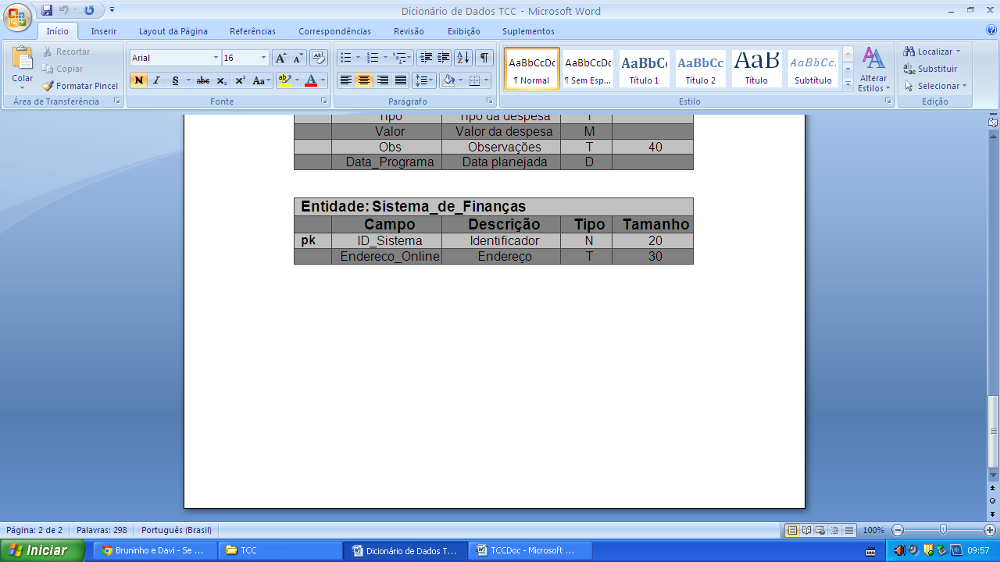 Dicionário de Dados TCC - Microsoft Word
Início Inserir Layout da Página Referências Correspondências Revisão Exibição Suplementos
Colar
Recortar
Copiar
Formatar Pincel
Área de Transferência
Arial 16
N I S abe x₂ x² Aa
ab A
Fonte
Parágrafo
AaBbCcDc AaBbCcDc AaBbC AaBbCc AaB AaBbCc.
¶ Normal ¶ Sem Esp... Título 1 Título 2 Título Subtítulo
Alterar Estilos
Estilo
Localizar
Substituir
Selecionar
Edição
Tipo Tipo da despesa T
Valor Valor da despesa M
Obs Observações T 40
Data_Programa Data planejada D
Entidade: Sistema_de_Finanças
Campo Descrição Tipo Tamanho
pk ID_Sistema Identificador N 20
Endereco_Online Endereço T 30
Página: 2 de 2 Palavras: 298 Português (Brasil) 100%
Iniciar Bruninho e Davi - Se ... TCC Dicionário de Dados T... TCCDoc - Microsoft ... 09:57